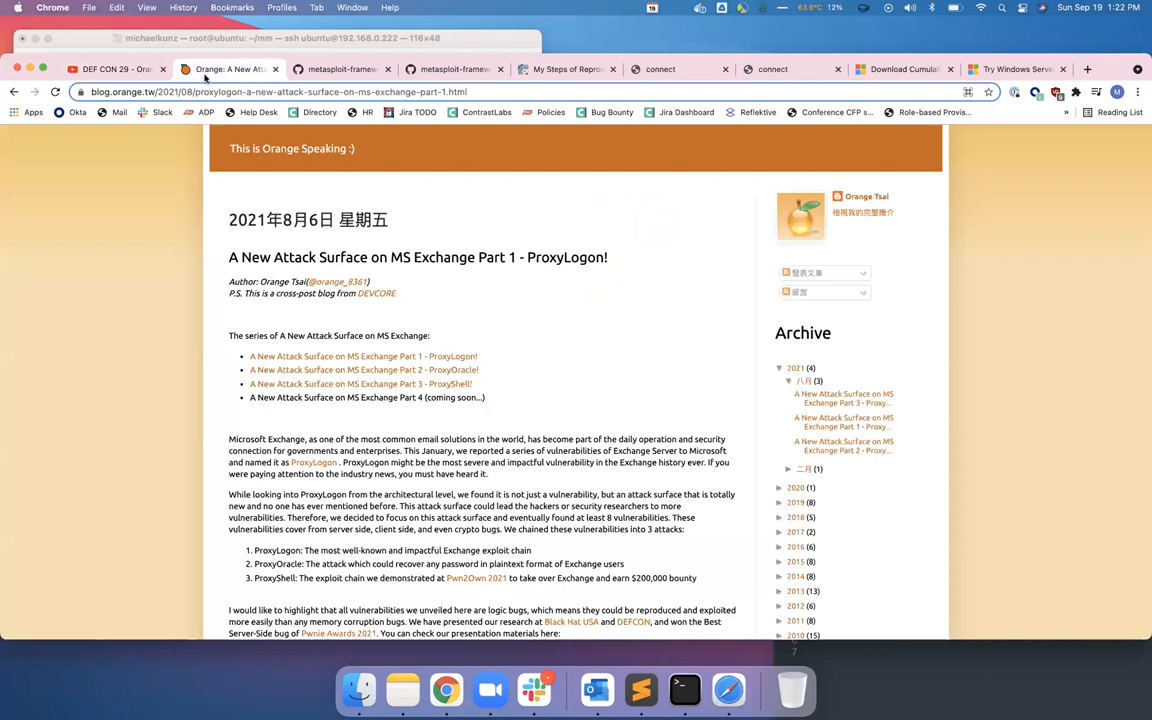 Chrome File Edit View History Bookmarks Profiles Tab Window Help
19 63.6°C 12% Sun Sep 19 1:22 PM
michaelkunz — root@ubuntu: ~/mm — ssh ubuntu@192.168.0.222 — 116×48
DEF CON 29 - Oran
Orange: A New Atta
metasploit-framew
metasploit-framew
My Steps of Reproc
connect
connect
Download Cumulat
Try Windows Server
blog.orange.tw/2021/08/proxylogon-a-new-attack-surface-on-ms-exchange-part-1.html
M
Apps Okta Mail Slack ADP Help Desk Directory HR Jira TODO ContrastLabs Policies Bug Bounty Jira Dashboard Reflektive Conference CFP s... Role-based Provis... » Reading List
This is Orange Speaking :)
2021年8月6日 星期五
A New Attack Surface on MS Exchange Part 1 - ProxyLogon!
Author: Orange Tsai(@orange_8361)
P.S. This is a cross-post blog from DEVCORE
The series of A New Attack Surface on MS Exchange:
A New Attack Surface on MS Exchange Part 1 - ProxyLogon!
A New Attack Surface on MS Exchange Part 2 - ProxyOracle!
A New Attack Surface on MS Exchange Part 3 - ProxyShell!
A New Attack Surface on MS Exchange Part 4 (coming soon...)
Microsoft Exchange, as one of the most common email solutions in the world, has become part of the daily operation and security
connection for governments and enterprises. This January, we reported a series of vulnerabilities of Exchange Server to Microsoft
and named it as ProxyLogon . ProxyLogon might be the most severe and impactful vulnerability in the Exchange history ever. If you
were paying attention to the industry news, you must have heard it.
While looking into ProxyLogon from the architectural level, we found it is not just a vulnerability, but an attack surface that is totally
new and no one has ever mentioned before. This attack surface could lead the hackers or security researchers to more
vulnerabilities. Therefore, we decided to focus on this attack surface and eventually found at least 8 vulnerabilities. These
vulnerabilities cover from server side, client side, and even crypto bugs. We chained these vulnerabilities into 3 attacks:
1. ProxyLogon: The most well-known and impactful Exchange exploit chain
2. ProxyOracle: The attack which could recover any password in plaintext format of Exchange users
3. ProxyShell: The exploit chain we demonstrated at Pwn2Own 2021 to take over Exchange and earn $200,000 bounty
I would like to highlight that all vulnerabilities we unveiled here are logic bugs, which means they could be reproduced and exploited
more easily than any memory corruption bugs. We have presented our research at Black Hat USA and DEFCON, and won the Best
Server-Side bug of Pwnie Awards 2021. You can check our presentation materials here:
Orange Tsai
檢視我的完整簡介
發表文章
留言
Archive
2021 (4)
八月 (3)
A New Attack Surface on MS
Exchange Part 3 - Proxy...
A New Attack Surface on MS
Exchange Part 1 - Proxy...
A New Attack Surface on MS
Exchange Part 2 - Proxy...
二月 (1)
2020 (1)
2019 (8)
2018 (5)
2017 (2)
2016 (6)
2015 (8)
2014 (8)
2013 (13)
2012 (6)
2011 (8)
2010 (15)
7